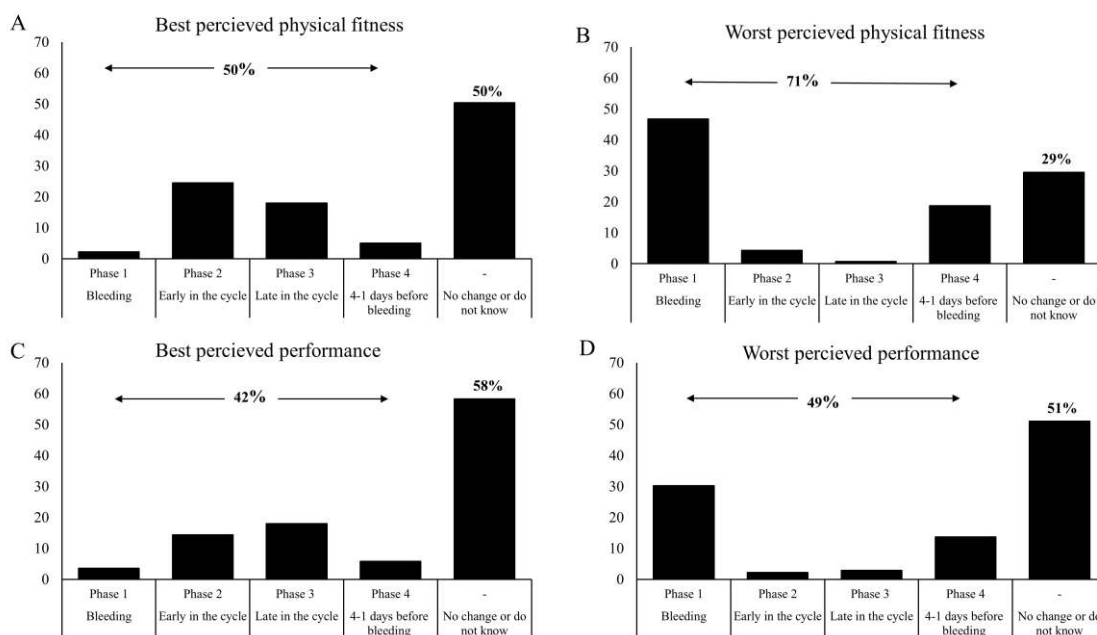 A
Best percieved physical fitness
70
60
50
40
30
20
10
0
50%
50%
Phase 1 Phase 2 Phase 3 Phase 4 -
Bleeding Early in the cycle Late in the cycle 4-1 days before No change or do
bleeding not know
B
Worst percieved physical fitness
70
60
50
40
30
20
10
0
71%
29%
Phase 1 Phase 2 Phase 3 Phase 4 -
Bleeding Early in the cycle Late in the cycle 4-1 days before No change or do
bleeding not know
C
Best percieved performance
70
60
50
40
30
20
10
0
42%
58%
Phase 1 Phase 2 Phase 3 Phase 4 -
Bleeding Early in the cycle Late in the cycle 4-1 days before No change or do
bleeding not know
D
Worst percieved performance
70
60
50
40
30
20
10
0
49%
51%
Phase 1 Phase 2 Phase 3 Phase 4 -
Bleeding Early in the cycle Late in the cycle 4-1 days before No change or do
bleeding not know